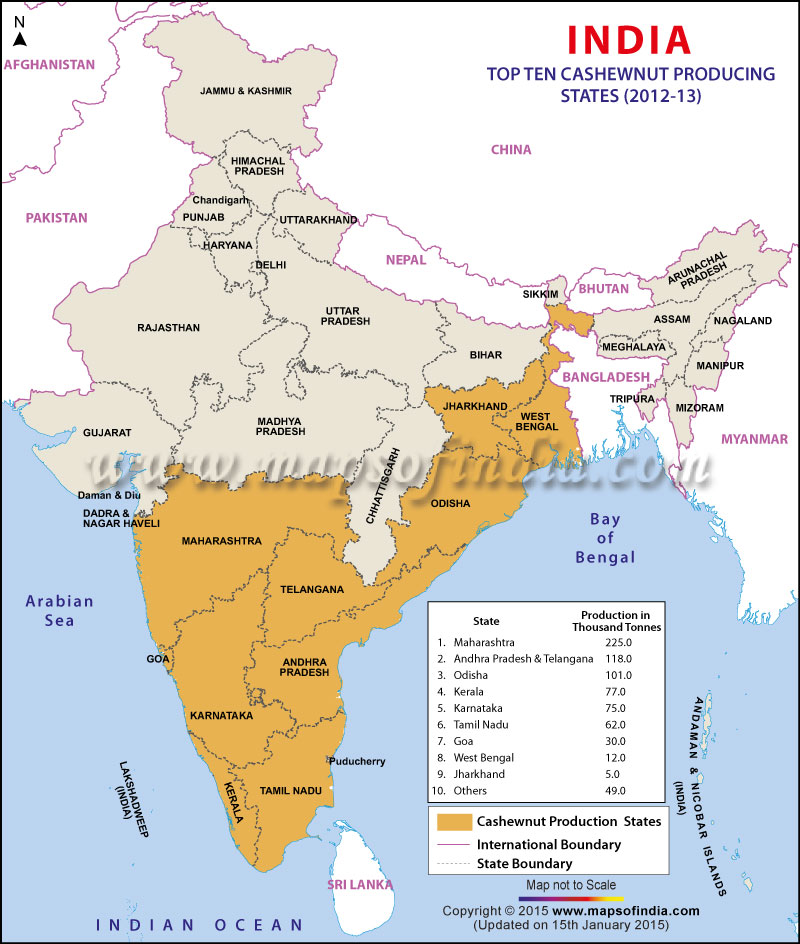 N
INDIA
TOP TEN CASHEWNUT PRODUCING
STATES (2012-13)
AFGHANISTAN
JAMMU & KASHMIR
CHINA
HIMACHAL
PRADESH
Chandigarh
PUNJAB
PAKISTAN
UTTARAKHAND
HARYANA
DELHI
NEPAL
ARUNACHAL
PRADESH
SIKKIM
BHUTAN
RAJASTHAN
UTTAR
PRADESH
ASSAM
NAGALAND
BIHAR
MEGHALAYA
MANIPUR
BANGLADESH
TRIPURA
MIZORAM
JHARKHAND
WEST
BENGAL
GUJARAT
MADHYA
PRADESH
MYANMAR
www.mapsofindia.com
CHHATTISGARH
Daman & Diu
DADRA &
NAGAR HAVELI
ODISHA
MAHARASHTRA
Bay
of
Bengal
TELANGANA
Arabian
Sea
GOA
ANDHRA
PRADESH
KARNATAKA
Puducherry
LAKSHADWEEP
(INDIA)
KERALA
TAMIL NADU
SRI LANKA
ANDAMAN & NICOBAR ISLANDS
(INDIA)
INDIAN OCEAN
State Production in
Thousand Tonnes
1. Maharashtra 225.0
2. Andhra Pradesh & Telangana 118.0
3. Odisha 101.0
4. Kerala 77.0
5. Karnataka 75.0
6. Tamil Nadu 62.0
7. Goa 30.0
8. West Bengal 12.0
9. Jharkhand 5.0
10. Others 49.0
Cashewnut Production States
International Boundary
State Boundary
Map not to Scale
Copyright © 2015 www.mapsofindia.com
(Updated on 15th January 2015)